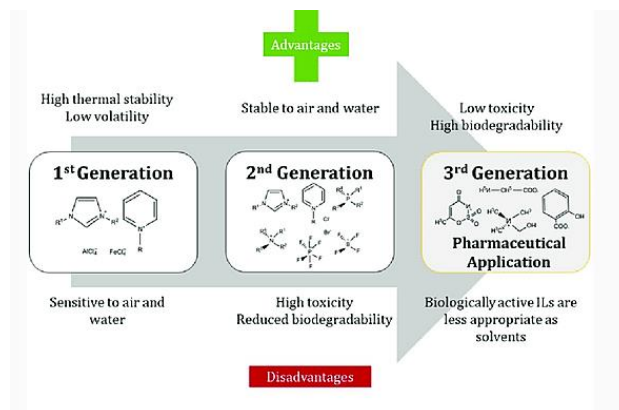 Advantages
High thermal stability
Low volatility
Stable to air and water
Low toxicity
High biodegradability
1st Generation
2nd Generation
3rd Generation
Pharmaceutical
Application
Sensitive to air and
water
High toxicity
Reduced biodegradability
Biologically active ILs are
less appropriate as
solvents
Disadvantages